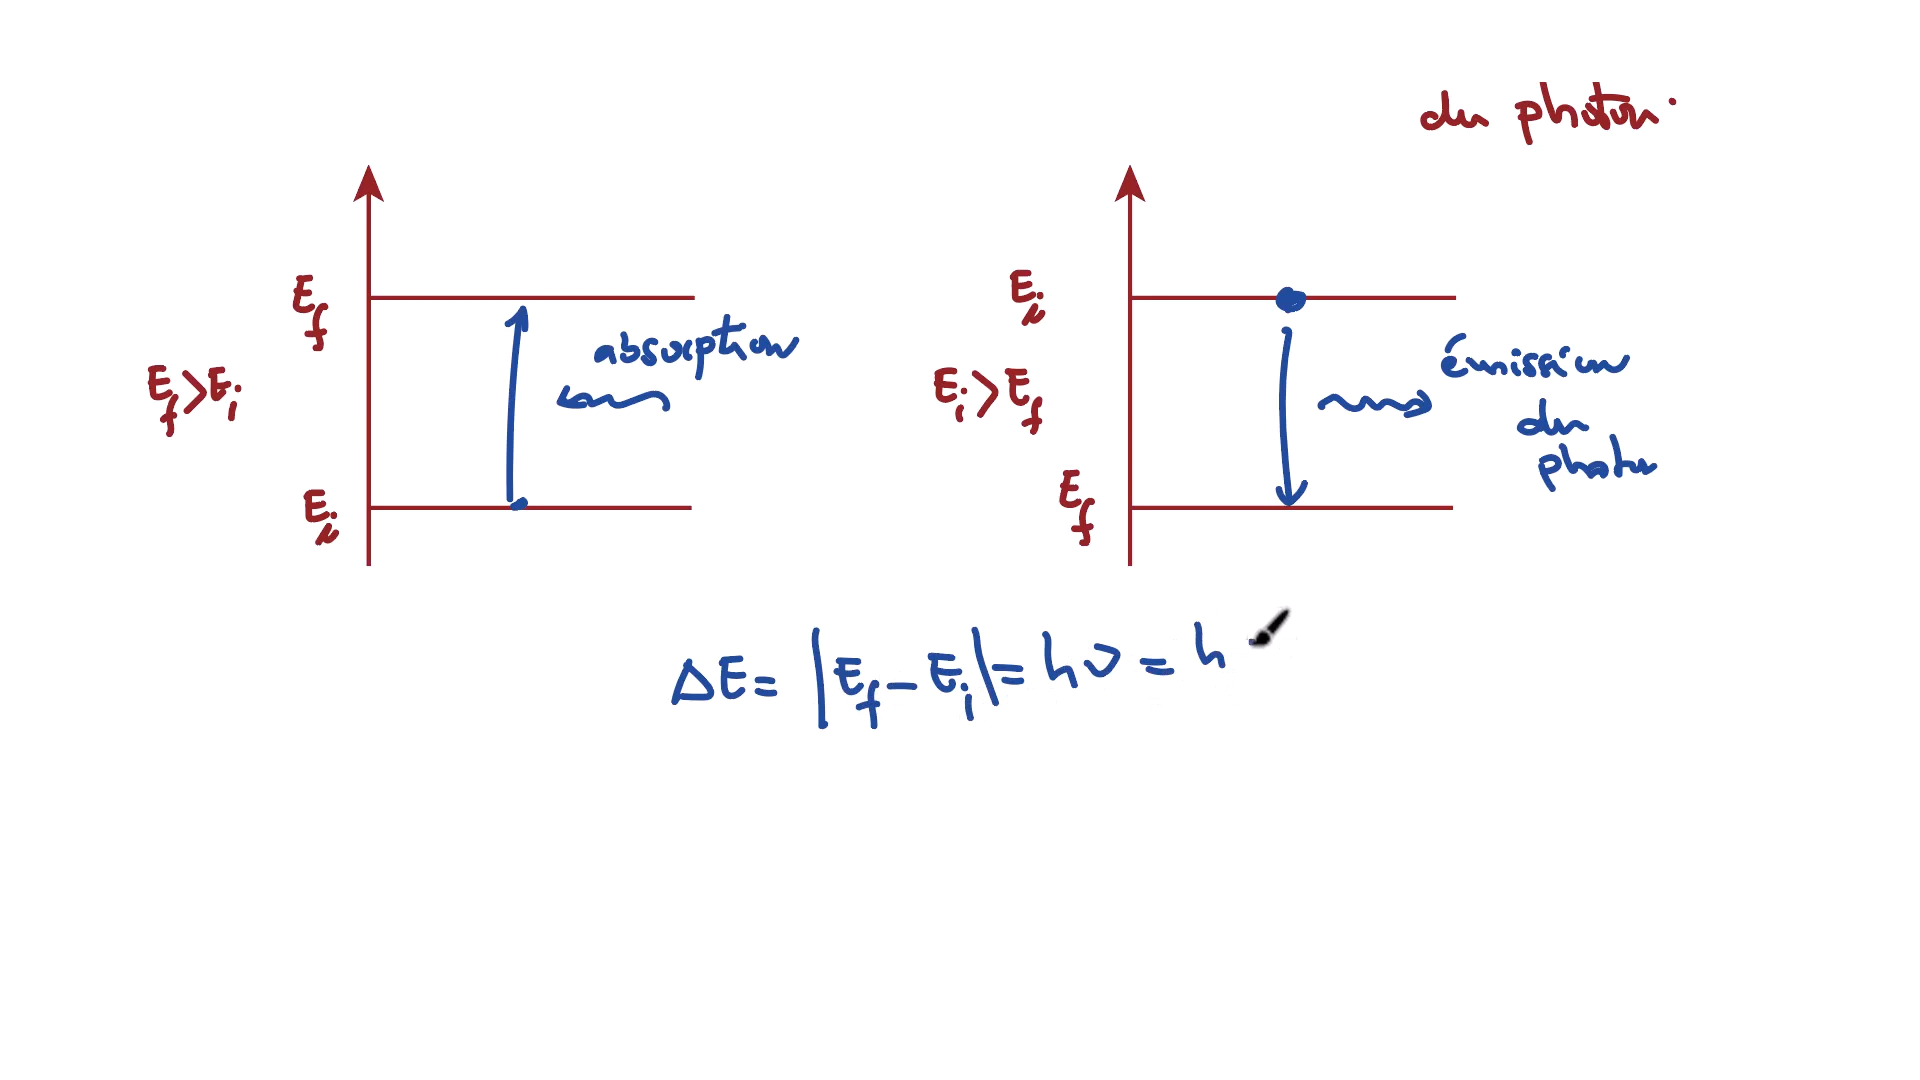 du photon.
E_f
E_i
absorption
E_f>E_i
E_i>E_f
Émission
du
photon
E_f
E_i
ΔE= |E_f-E_i|= hν = h